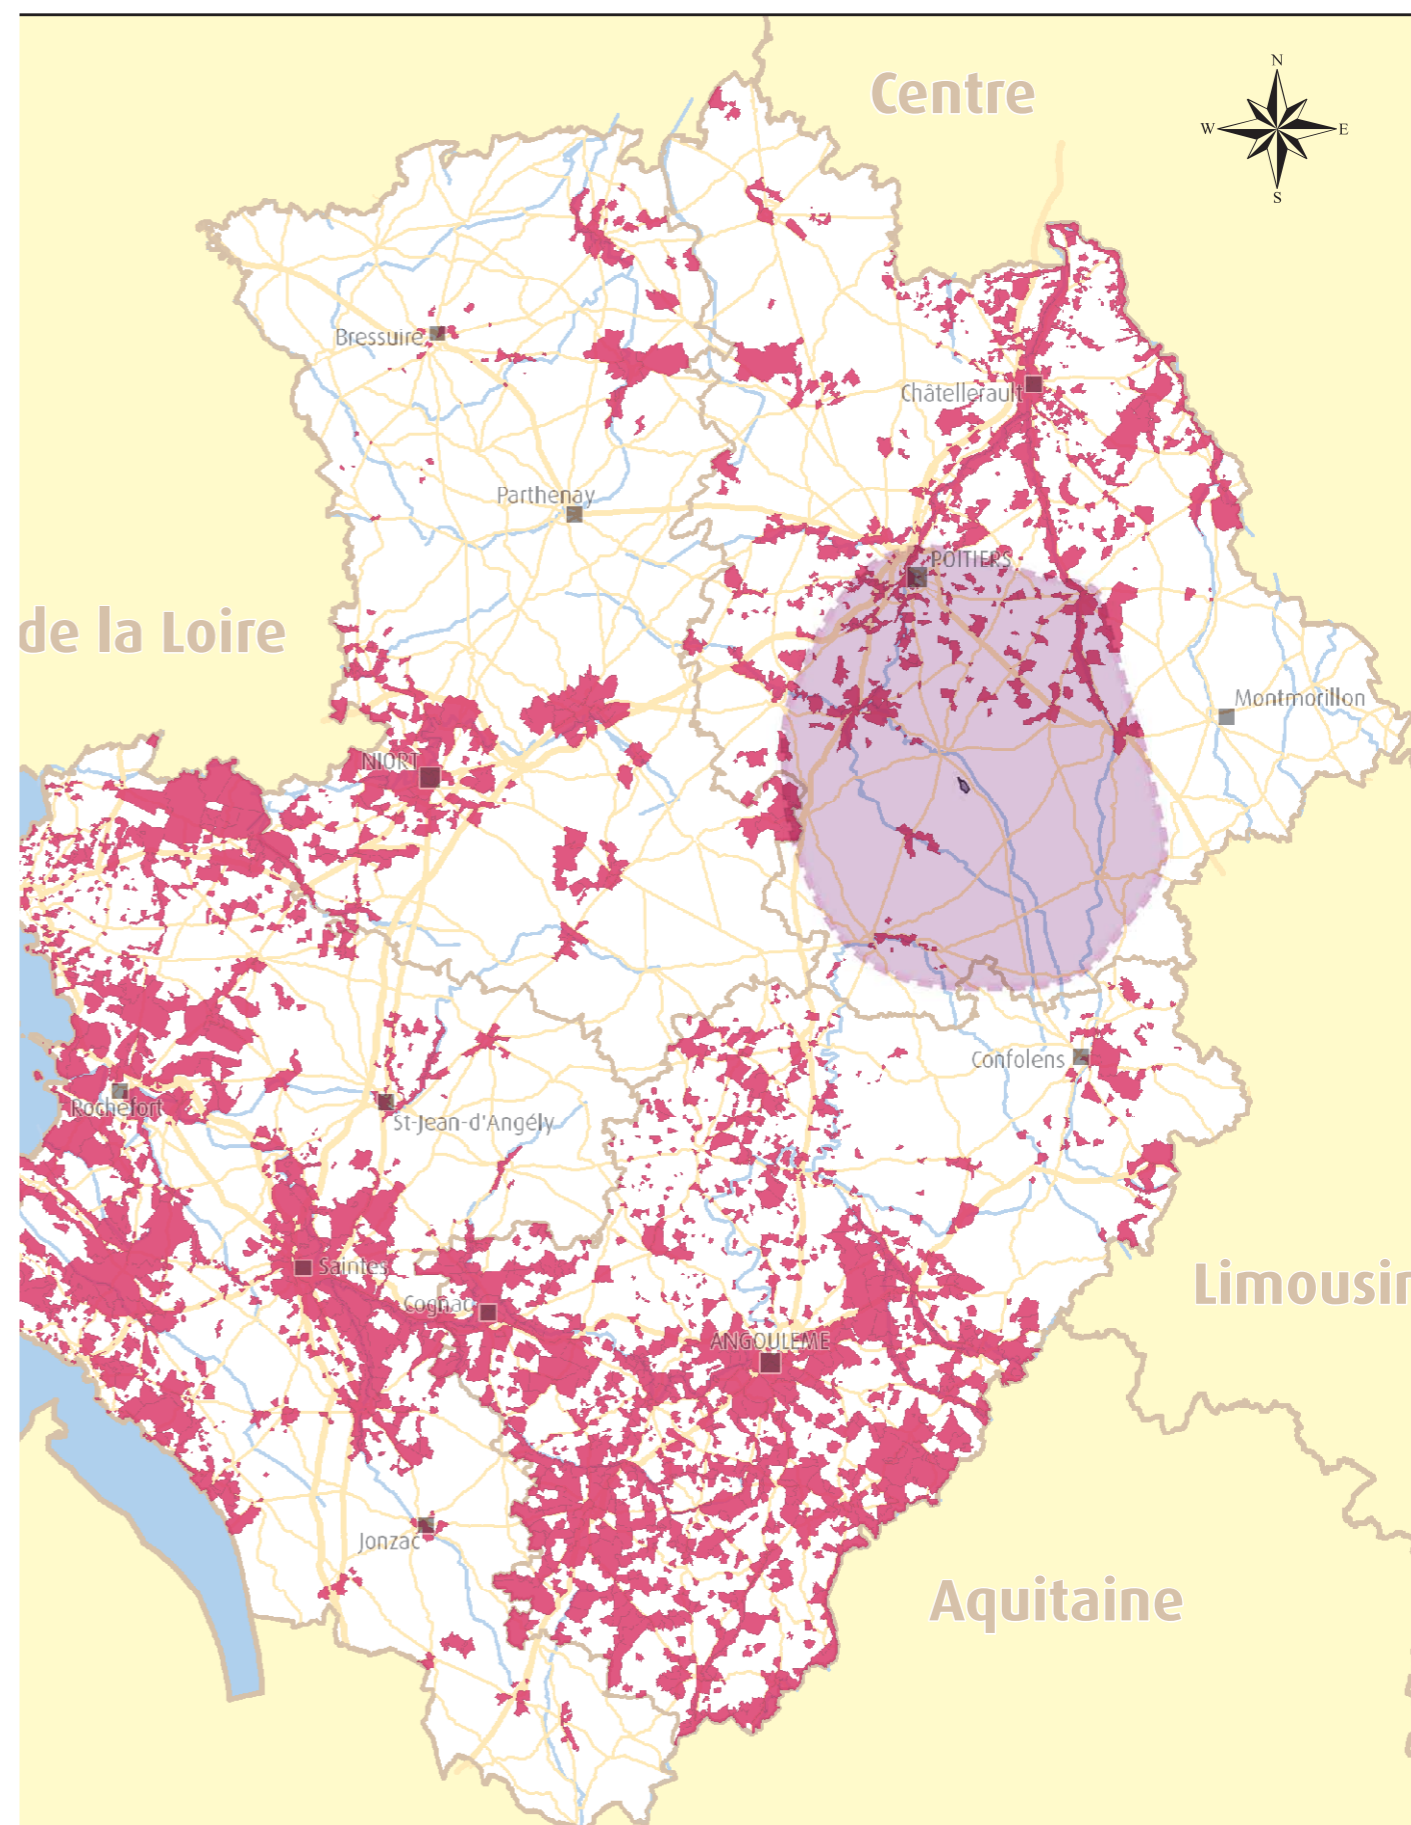 N
Centre
W E
S
Bressuire
Châtellerault
Parthenay
POITIERS
de la Loire
Montmorillon
NIORT
Confolens
Rochefort
St-Jean-d'Angély
Saintes
Limousin
Cognac
ANGOULEME
Jonzac
Aquitaine